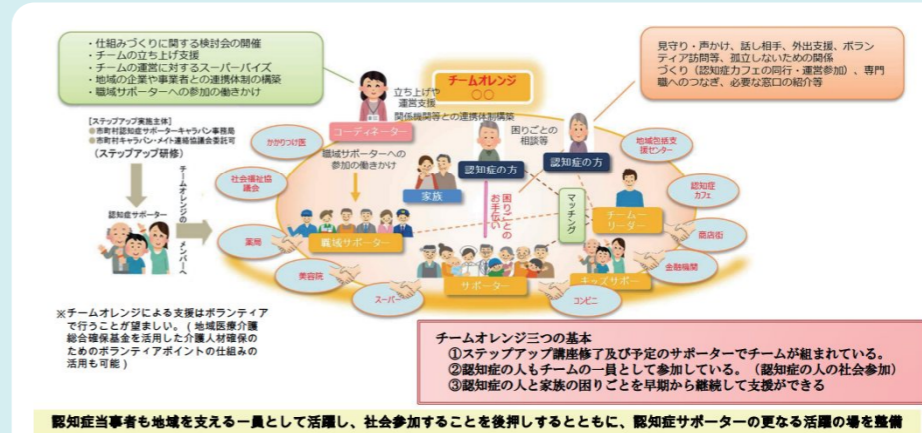 ・仕組みづくりに関する検討会の開催
・チームの立ち上げ支援
・チームの運営に対するスーパーバイズ
・地域の企業や事業者との連携体制の構築
・職域サポーターへの参加の働きかけ
チームオレンジ
○○
見守り・声かけ、話し相手、外出支援、ボラン
ティア訪問等、孤立しないための関係
づくり（認知症カフェの同行・運営参加）、専門
職へのつなぎ、必要な窓口の紹介等
立ち上げや
運営支援
関係機関等との連携体制構築
コーディネーター
困りごとの
相談等
[ステップアップ実施主体]
●市町村認知症サポーターキャラバン事務局
●市町村キャラバン・メイト連絡協議会委託可
（ステップアップ研修）
チームオレンジの
メンバーへ
認知症サポーター
かかりつけ医
社会福祉協
議会
薬局
美容院
スーパー
コンビニ
金融機関
商店街
認知症
カフェ
地域包括支
援センター
職域サポーターへの
参加の働きかけ
家族
認知症の方
認知症の方
困りごとの
お手伝い
マッチング
チームー
リーダー
職域サポーター
サポーター
キッズサポー
※チームオレンジによる支援はボランティア
で行うことが望ましい。（地域医療介護
総合確保基金を活用した介護人材確保
のためのボランティアポイントの仕組みの
活用も可能）
チームオレンジ三つの基本
①ステップアップ講座修了及び予定のサポーターでチームが組まれている。
②認知症の人もチームの一員として参加している。（認知症の人の社会参加）
③認知症の人と家族の困りごとを早期から継続して支援ができる
認知症当事者も地域を支える一員として活躍し、社会参加することを後押しするとともに、認知症サポーターの更なる活躍の場を整備